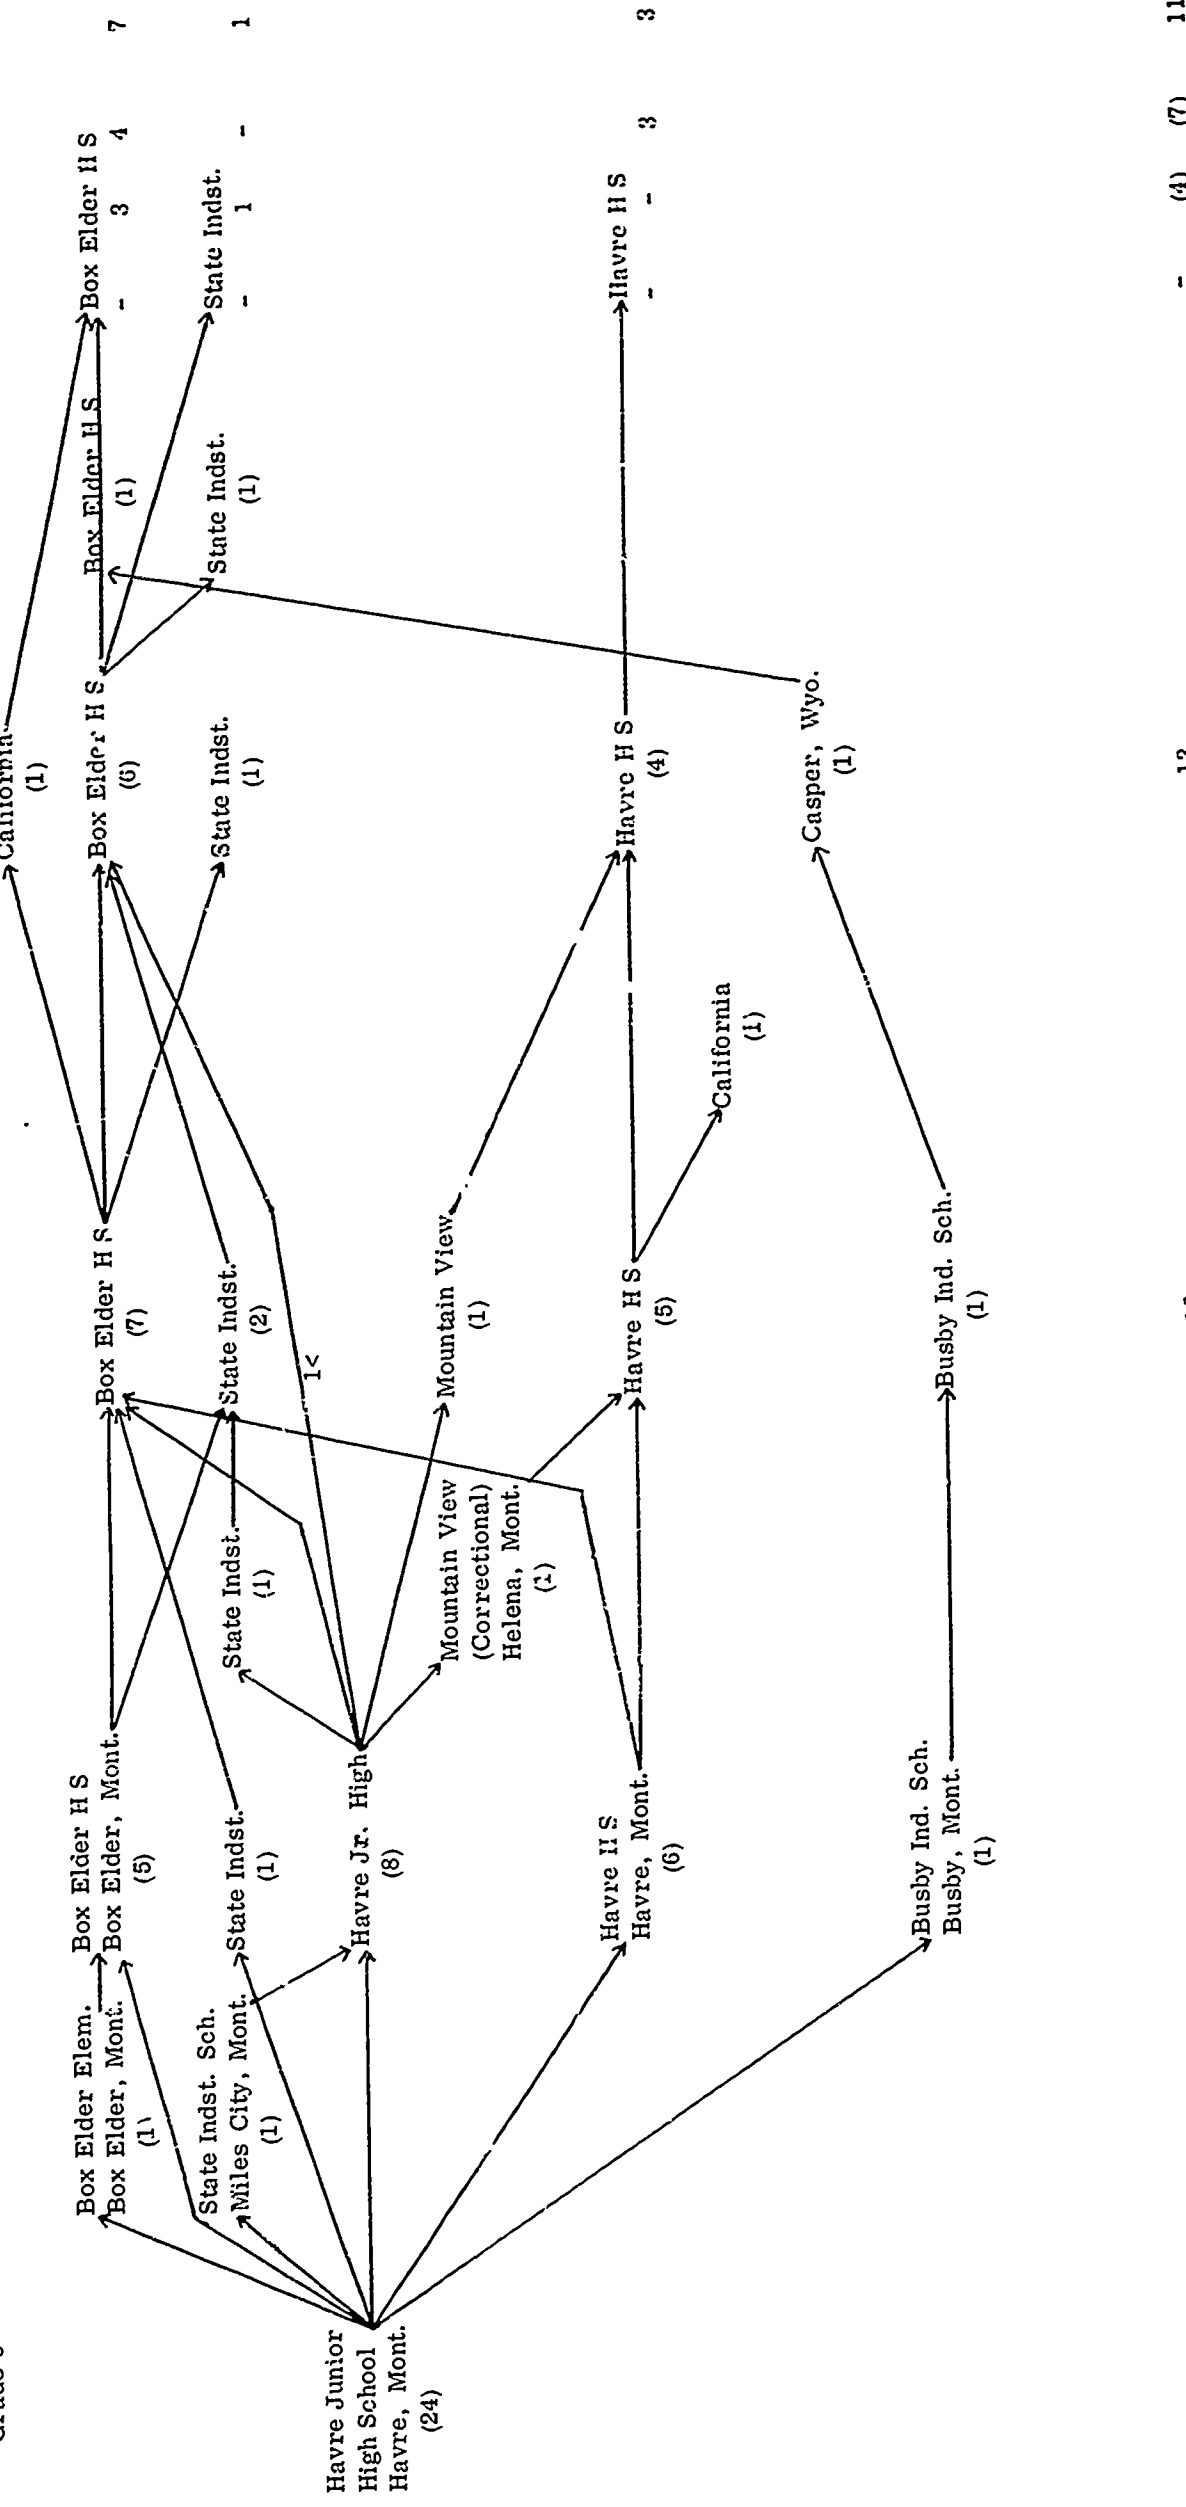 Havre Junior
High School
Havre, Mont.
(24)
Box Elder Elem.
Box Elder, Mont.
(1)
State Indst. Sch.
Miles City, Mont.
(1)
Box Elder H S
Box Elder, Mont.
(5)
State Indst.
(1)
Havre Jr. High
(8)
Havre H S
Havre, Mont.
(6)
Busby Ind. Sch.
Busby, Mont.
(1)
State Indst.
(1)
Mountain View
(Correctional)
Helena, Mont.
(1)
Box Elder H S
(7)
State Indst.
(2)
1<
Mountain View
(1)
Havre H S
(5)
Busby Ind. Sch.
(1)
California
(1)
California
(1)
Box Elder H S
(6)
State Indst.
(1)
Havre H S
(4)
Casper, Wyo.
(1)
Box Elder H S
(1)
State Indst.
(1)
Box Elder H S
- 3 4 7
State Indst.
- 1 - 1
Havre H S
- - 3 3
- (4) (7) 11